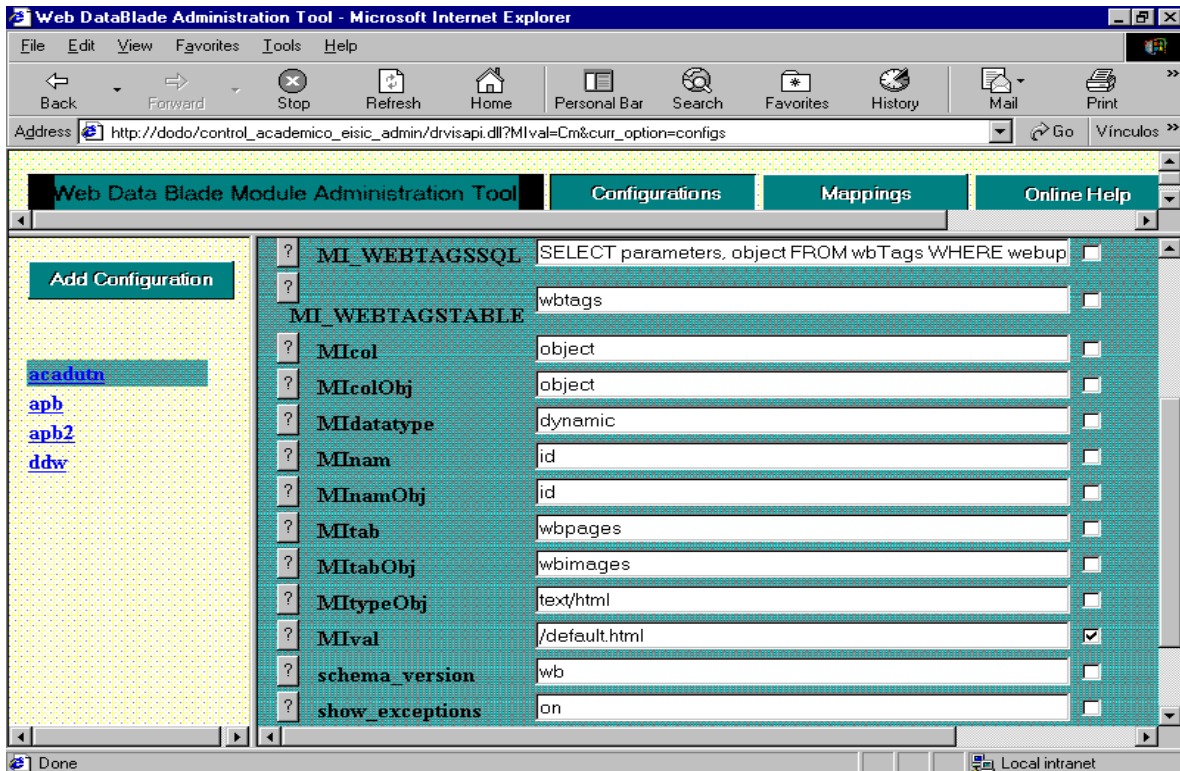 Web DataBlade Administration Tool - Microsoft Internet Explorer
File Edit View Favorites Tools Help
Back Forward Stop Refresh Home Personal Bar Search Favorites History Mail Print »
Address http://dodo/control_academico_eisic_admin/drvisapi.dll?MIval=Cm&curr_option=configs Go Vínculos »
Web Data Blade Module Administration Tool Configurations Mappings Online Help
Add Configuration
acadutn
apb
apb2
ddw
? MI_WEBTAGSSQL SELECT parameters, object FROM wbTags WHERE webup
? MI_WEBTAGSTABLE wbtags
? MIcol object
? MIcolObj object
? MIdatatype dynamic
? MInam id
? MInamObj id
? MItab wbpages
? MItabObj wbimages
? MItypeObj text/html
? MIval /default.html
? schema_version wb
? show_exceptions on
Done Local intranet